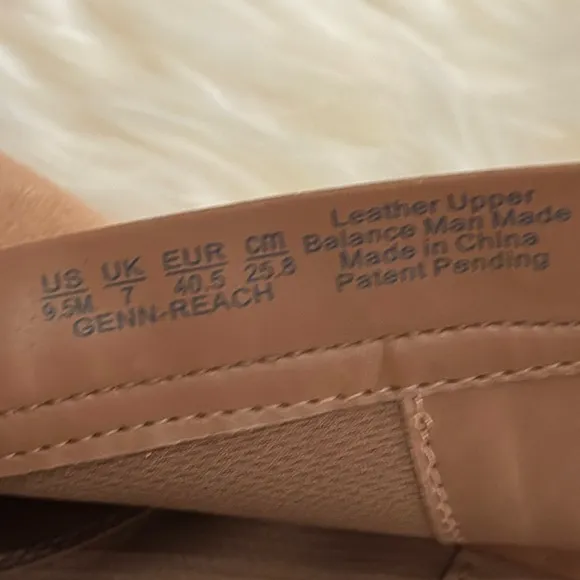 US UK EUR cm
9.5M 7 40.5 25.8
GENN-REACH
Leather Upper
Balance Man Made
Made in China
Patent Pending